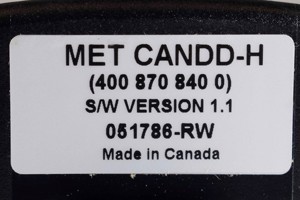 MET CANDD-H
(400 870 840 0)
S/W VERSION 1.1
051786-RW
Made in Canada